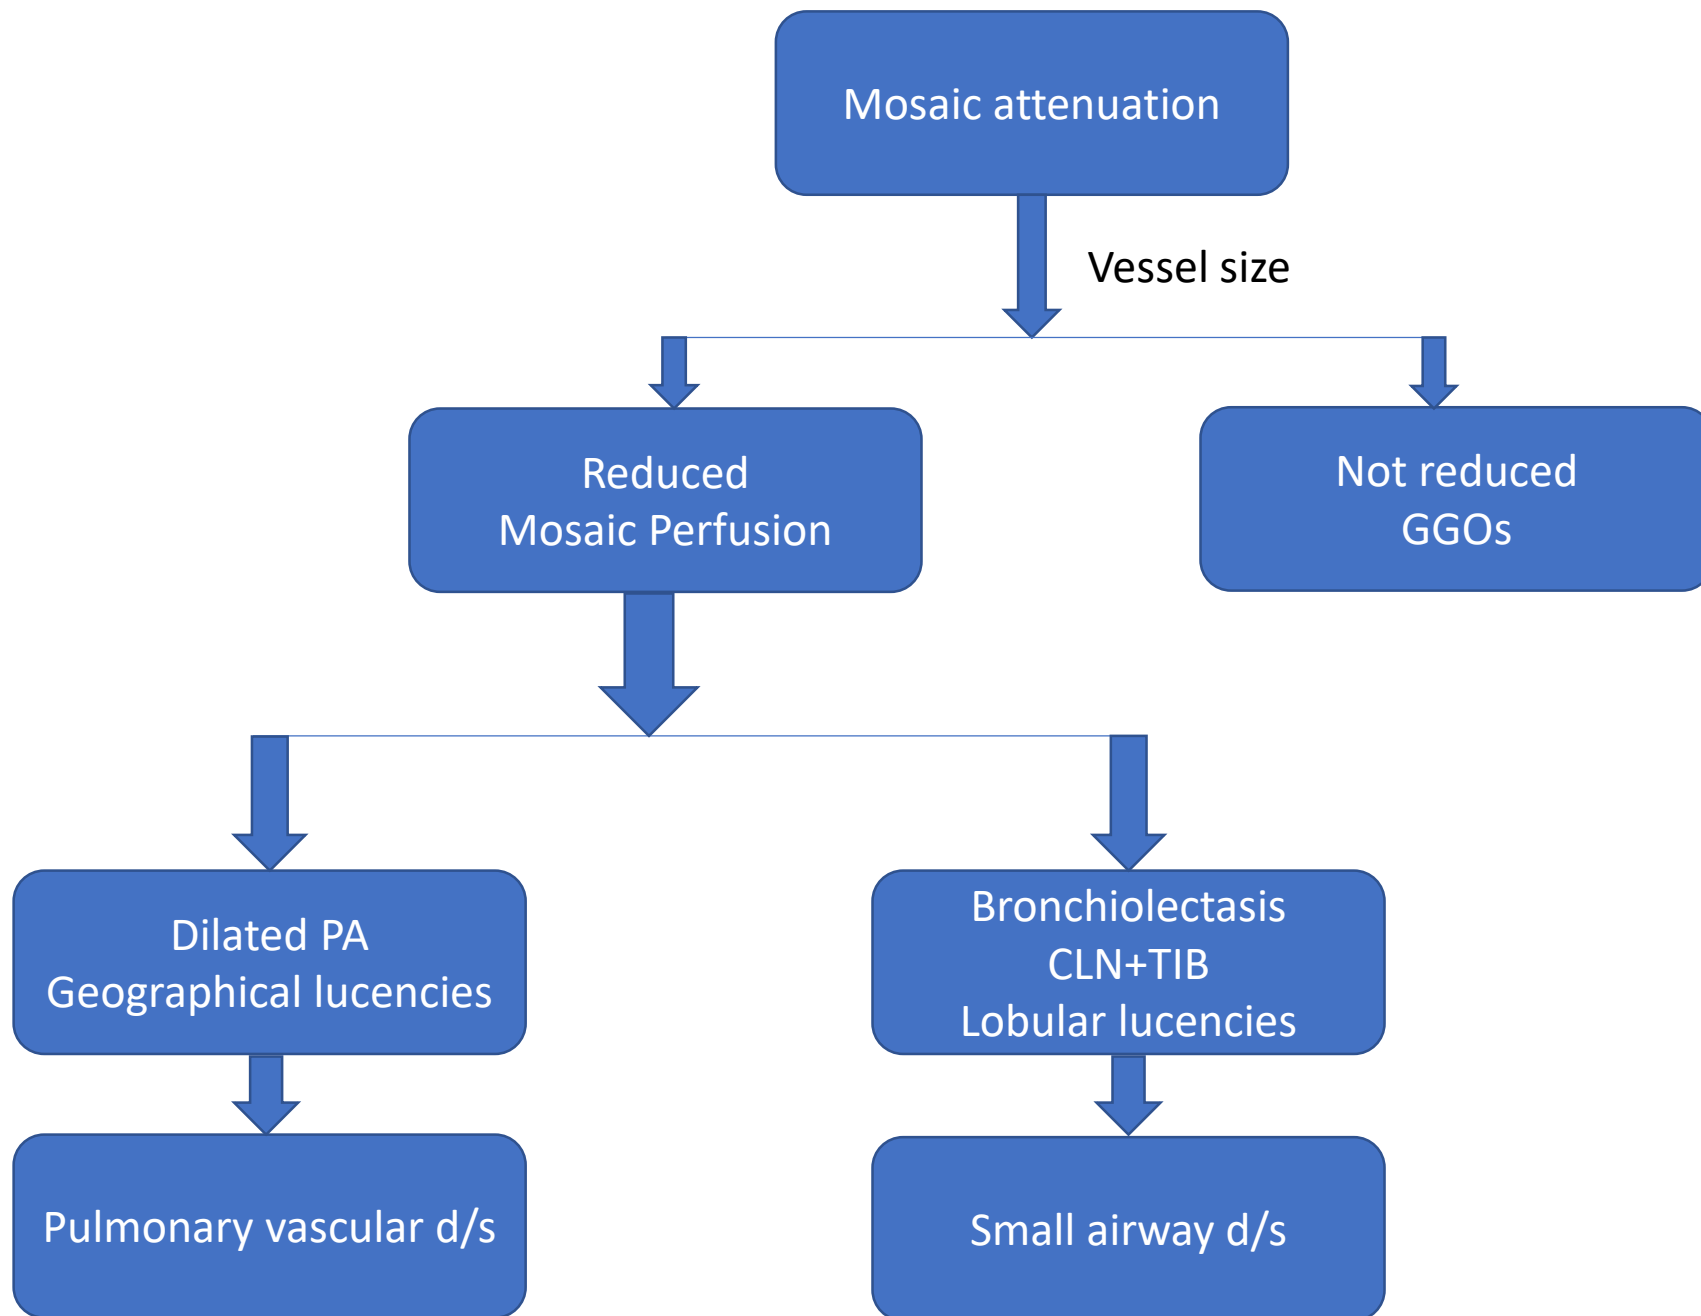 Mosaic attenuation
Vessel size
Reduced
Mosaic Perfusion
Not reduced
GGOs
Dilated PA
Geographical lucencies
Bronchiolectasis
CLN+TIB
Lobular lucencies
Pulmonary vascular d/s
Small airway d/s